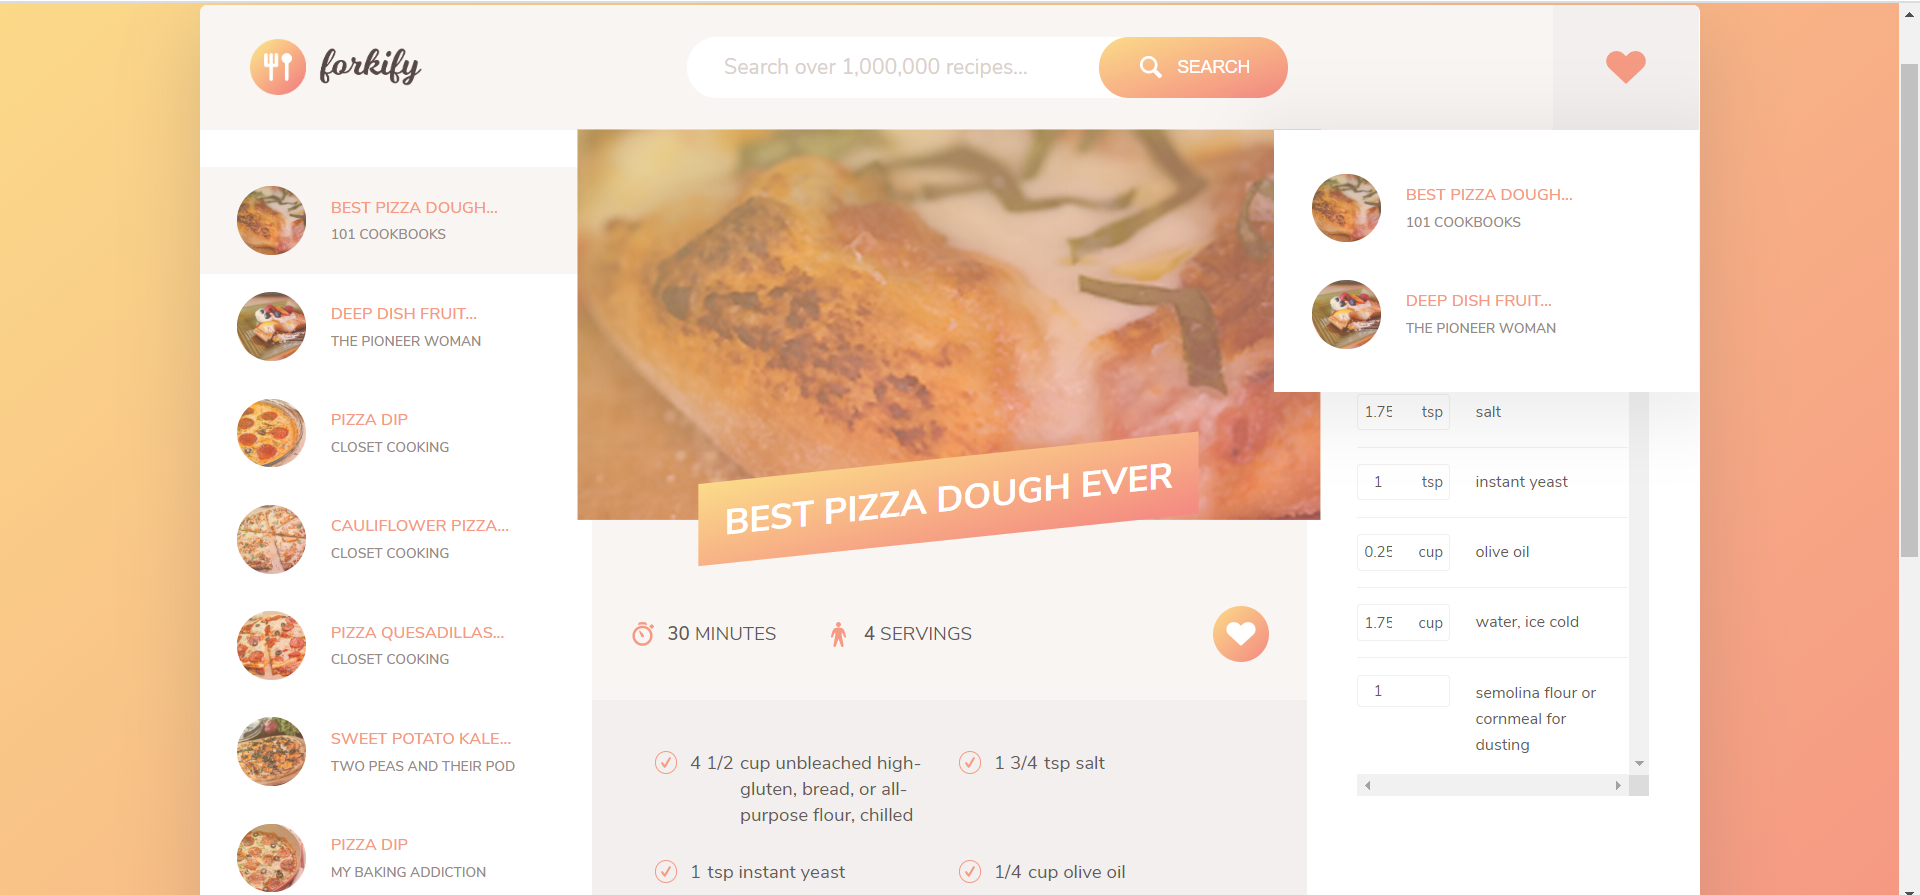 forkify
Search over 1,000,000 recipes...
SEARCH
BEST PIZZA DOUGH...
101 COOKBOOKS
DEEP DISH FRUIT...
THE PIONEER WOMAN
PIZZA DIP
CLOSET COOKING
CAULIFLOWER PIZZA...
CLOSET COOKING
PIZZA QUESADILLAS...
CLOSET COOKING
SWEET POTATO KALE...
TWO PEAS AND THEIR POD
PIZZA DIP
MY BAKING ADDICTION
BEST PIZZA DOUGH EVER
30 MINUTES
4 SERVINGS
4 1/2 cup unbleached high-
gluten, bread, or all-
purpose flour, chilled
1 3/4 tsp salt
1 tsp instant yeast
1/4 cup olive oil
BEST PIZZA DOUGH...
101 COOKBOOKS
DEEP DISH FRUIT...
THE PIONEER WOMAN
1.75 tsp salt
1 tsp instant yeast
0.25 cup olive oil
1.75 cup water, ice cold
1 semolina flour or
cornmeal for
dusting